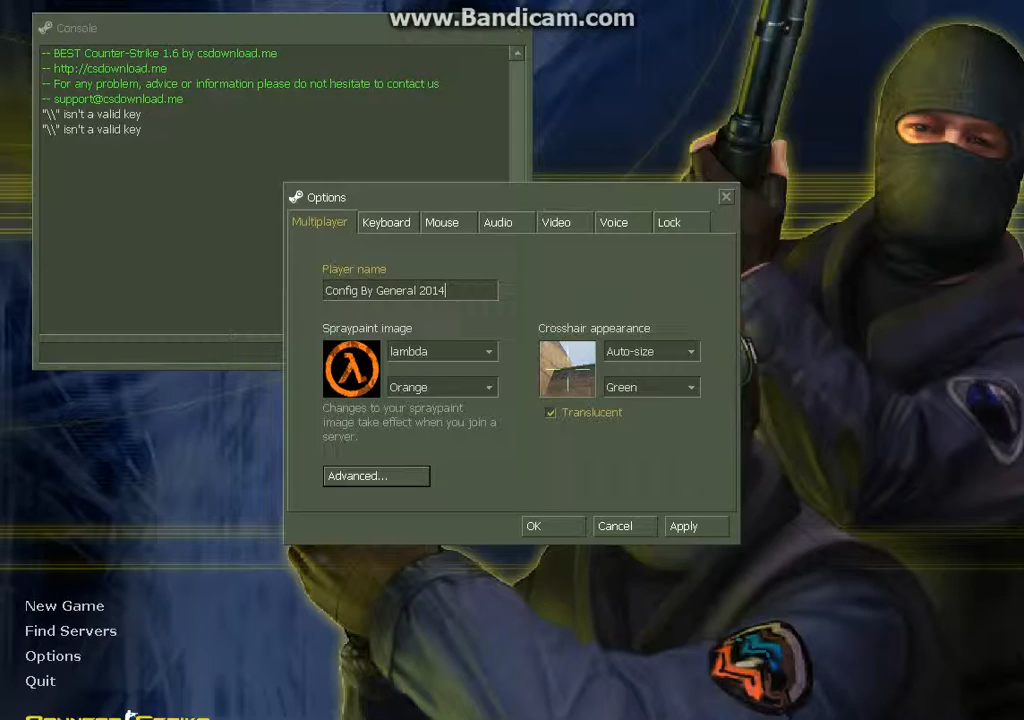 www.Bandicam.com
Console
-- BEST Counter-Strike 1.6 by csdownload.me
-- http://csdownload.me
-- For any problem, advice or information please do not hesitate to contact us
-- support@csdownload.me
"\\" isn't a valid key
"\\" isn't a valid key
Options
Multiplayer Keyboard Mouse Audio Video Voice Lock
Player name
Config By General 2014
Spraypaint image
lambda
Orange
Changes to your spraypaint
image take effect when you join a
server.
Advanced...
Crosshair appearance
Auto-size
Green
Translucent
OK Cancel Apply
New Game
Find Servers
Options
Quit
COUNTER STRIKE